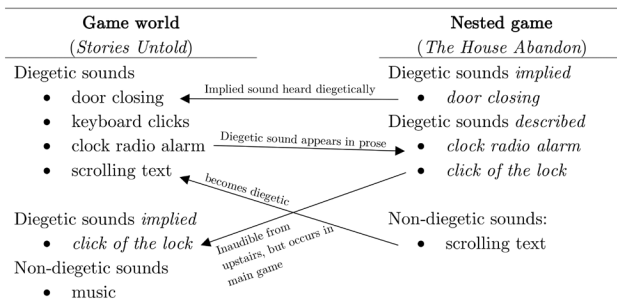 Game world
(Stories Untold)
Diegetic sounds
• door closing
• keyboard clicks
• clock radio alarm
• scrolling text
Diegetic sounds implied
• click of the lock
Non-diegetic sounds
• music
Implied sound heard diegetically
Diegetic sound appears in prose
becomes diegetic
Inaudible from
upstairs, but occurs in
main game
Nested game
(The House Abandon)
Diegetic sounds implied
• door closing
Diegetic sounds described
• clock radio alarm
• click of the lock
Non-diegetic sounds:
• scrolling text